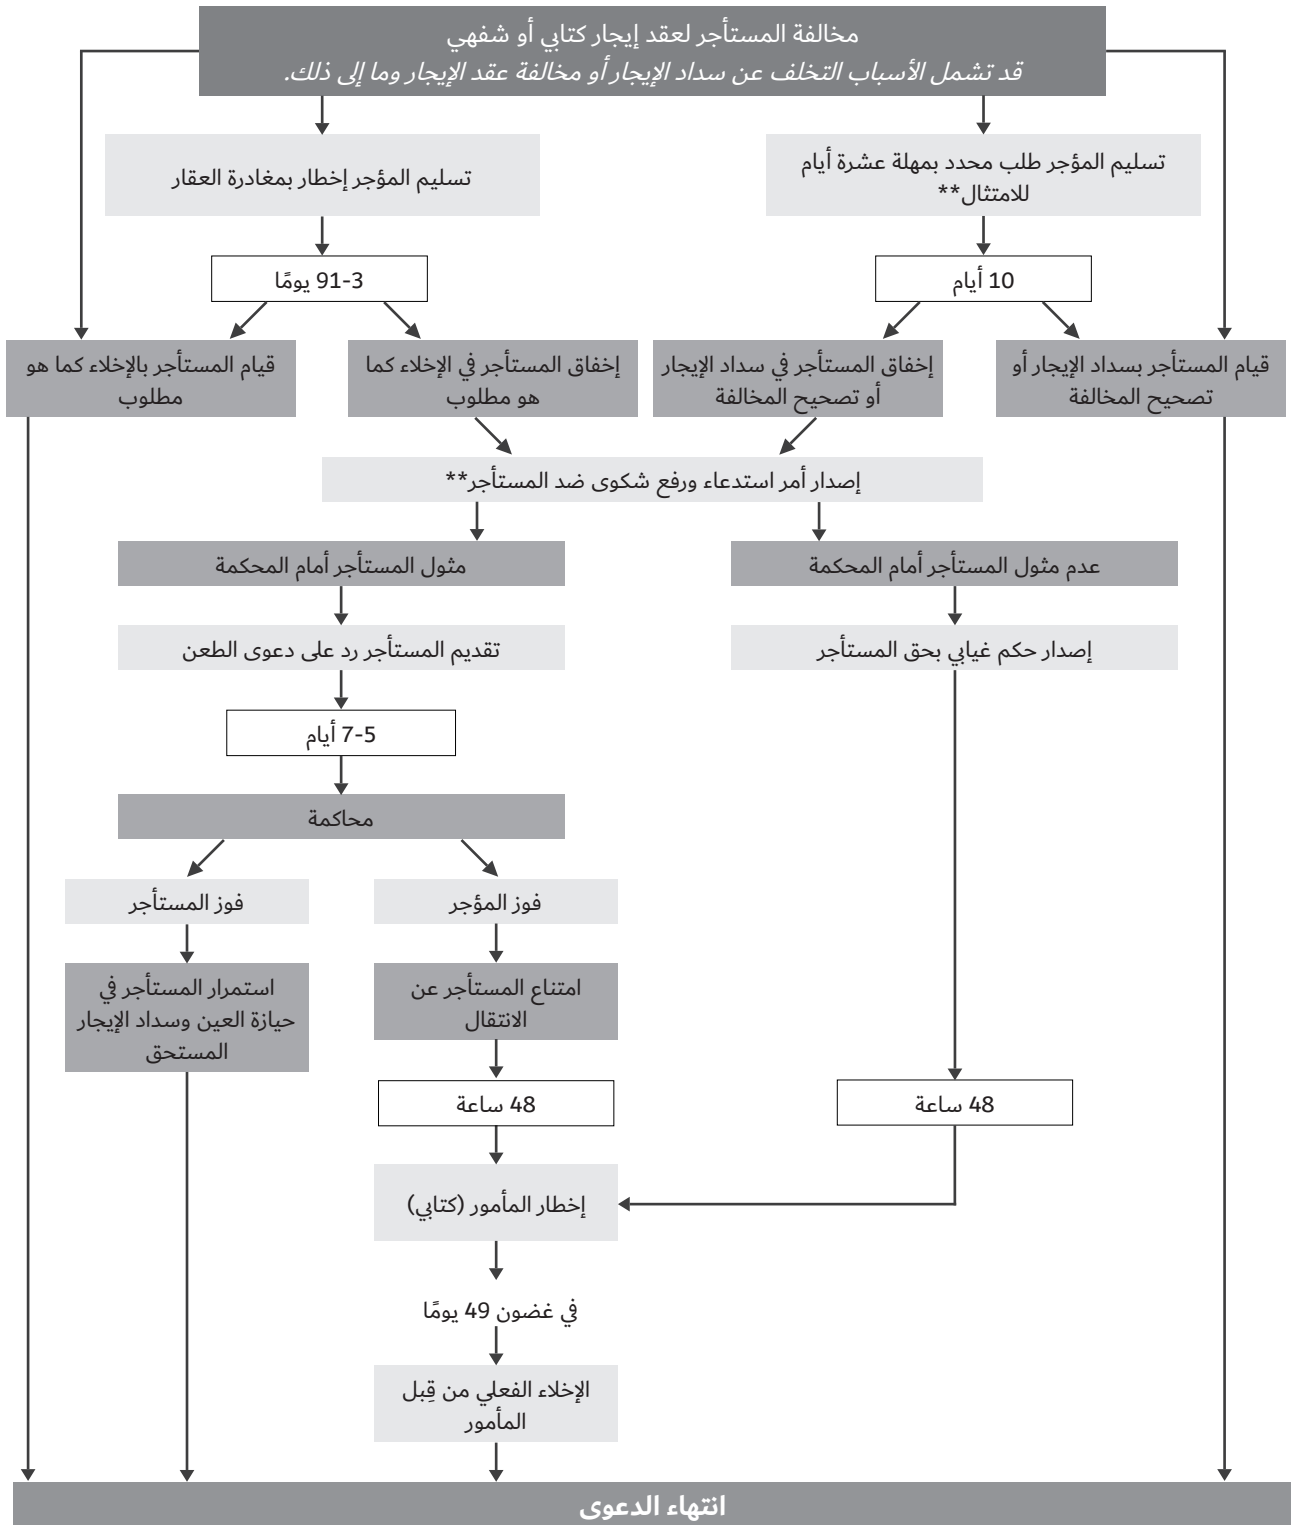 مخالفة المستأجر لعقد إيجار كتابي أو شفهي
قد تشمل الأسباب التخلف عن سداد الإيجار أو مخالفة عقد الإيجار وما إلى ذلك.
تسليم المؤجر طلب محدد بمهلة عشرة أيام
للامتثال**
تسليم المؤجر إخطار بمغادرة العقار
10 أيام
91-3 يومًا
قيام المستأجر بسداد الإيجار أو
تصحيح المخالفة
إخفاق المستأجر في سداد الإيجار
أو تصحيح المخالفة
إخفاق المستأجر في الإخلاء كما
هو مطلوب
قيام المستأجر بالإخلاء كما هو
مطلوب
إصدار أمر استدعاء ورفع شكوى ضد المستأجر**
عدم مثول المستأجر أمام المحكمة
مثول المستأجر أمام المحكمة
إصدار حكم غيابي بحق المستأجر
تقديم المستأجر رد على دعوى الطعن
7-5 أيام
محاكمة
فوز المؤجر
فوز المستأجر
امتناع المستأجر عن
الانتقال
استمرار المستأجر في
حيازة العين وسداد الإيجار
المستحق
48 ساعة
48 ساعة
إخطار المأمور (كتابي)
في غضون 49 يومًا
الإخلاء الفعلي من قِبل
المأمور
انتهاء الدعوى